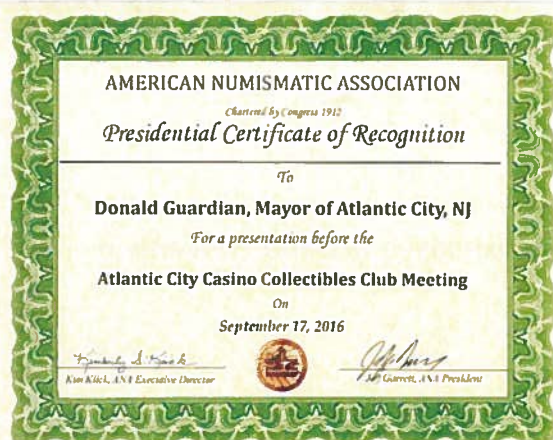 AMERICAN NUMISMATIC ASSOCIATION
Chartered by Congress 1912
Presidential Certificate of Recognition
To
Donald Guardian, Mayor of Atlantic City, NJ
For a presentation before the
Atlantic City Casino Collectibles Club Meeting
On
September 17, 2016
Kim Kiick, ANA Executive Director
Garrett, ANA President